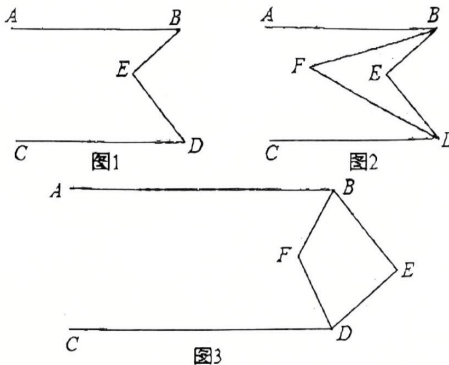 A B A B
E F E
C D C D
图1 图2
A B
F E
C D
图3